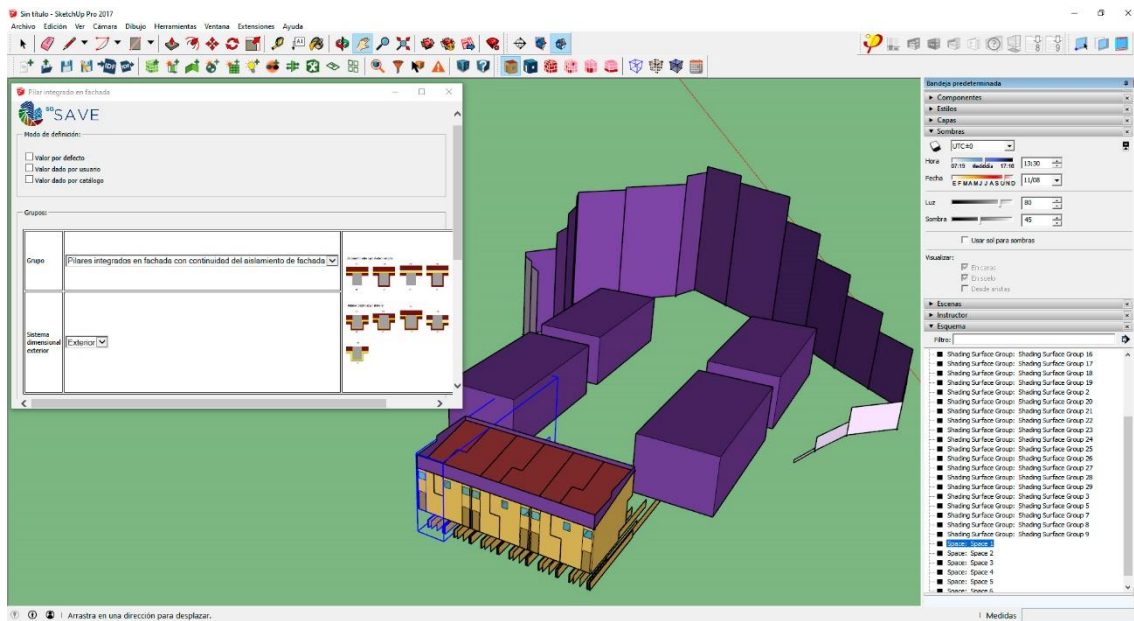 Sin título - SketchUp Pro 2017
Archivo Edición Ver Cámara Dibujo Herramientas Ventana Extensiones Ayuda
Pilar integrado en fachada
SG SAVE
Modo de definición:
Valor por defecto
Valor dado por usuario
Valor dado por catálogo
Grupos:
Grupo
Pilares integrados en fachada con continuidad del aislamiento de fachada
Sistema dimensional exterior
Exterior
Bandeja predeterminada
Componentes
Estilos
Capas
Sombras
UTC±0
Hora
13:30
Fecha
E F M A M J J A S O N D
11/08
Luz
80
Sombra
45
Usar sol para sombras
Visualizar:
En caras
En suelo
Desde aristas
Escenas
Instructor
Esquema
Filtro:
Shading Surface Group: Shading Surface Group 16
Shading Surface Group: Shading Surface Group 17
Shading Surface Group: Shading Surface Group 18
Shading Surface Group: Shading Surface Group 19
Shading Surface Group: Shading Surface Group 2
Shading Surface Group: Shading Surface Group 20
Shading Surface Group: Shading Surface Group 21
Shading Surface Group: Shading Surface Group 22
Shading Surface Group: Shading Surface Group 23
Shading Surface Group: Shading Surface Group 24
Shading Surface Group: Shading Surface Group 25
Shading Surface Group: Shading Surface Group 26
Shading Surface Group: Shading Surface Group 27
Shading Surface Group: Shading Surface Group 28
Shading Surface Group: Shading Surface Group 29
Shading Surface Group: Shading Surface Group 3
Shading Surface Group: Shading Surface Group 5
Shading Surface Group: Shading Surface Group 7
Shading Surface Group: Shading Surface Group 8
Shading Surface Group: Shading Surface Group 9
Space: Space 1
Space: Space 2
Space: Space 3
Space: Space 4
Space: Space 5
Space: Space 6
Arrastra en una dirección para desplazar.
Medidas